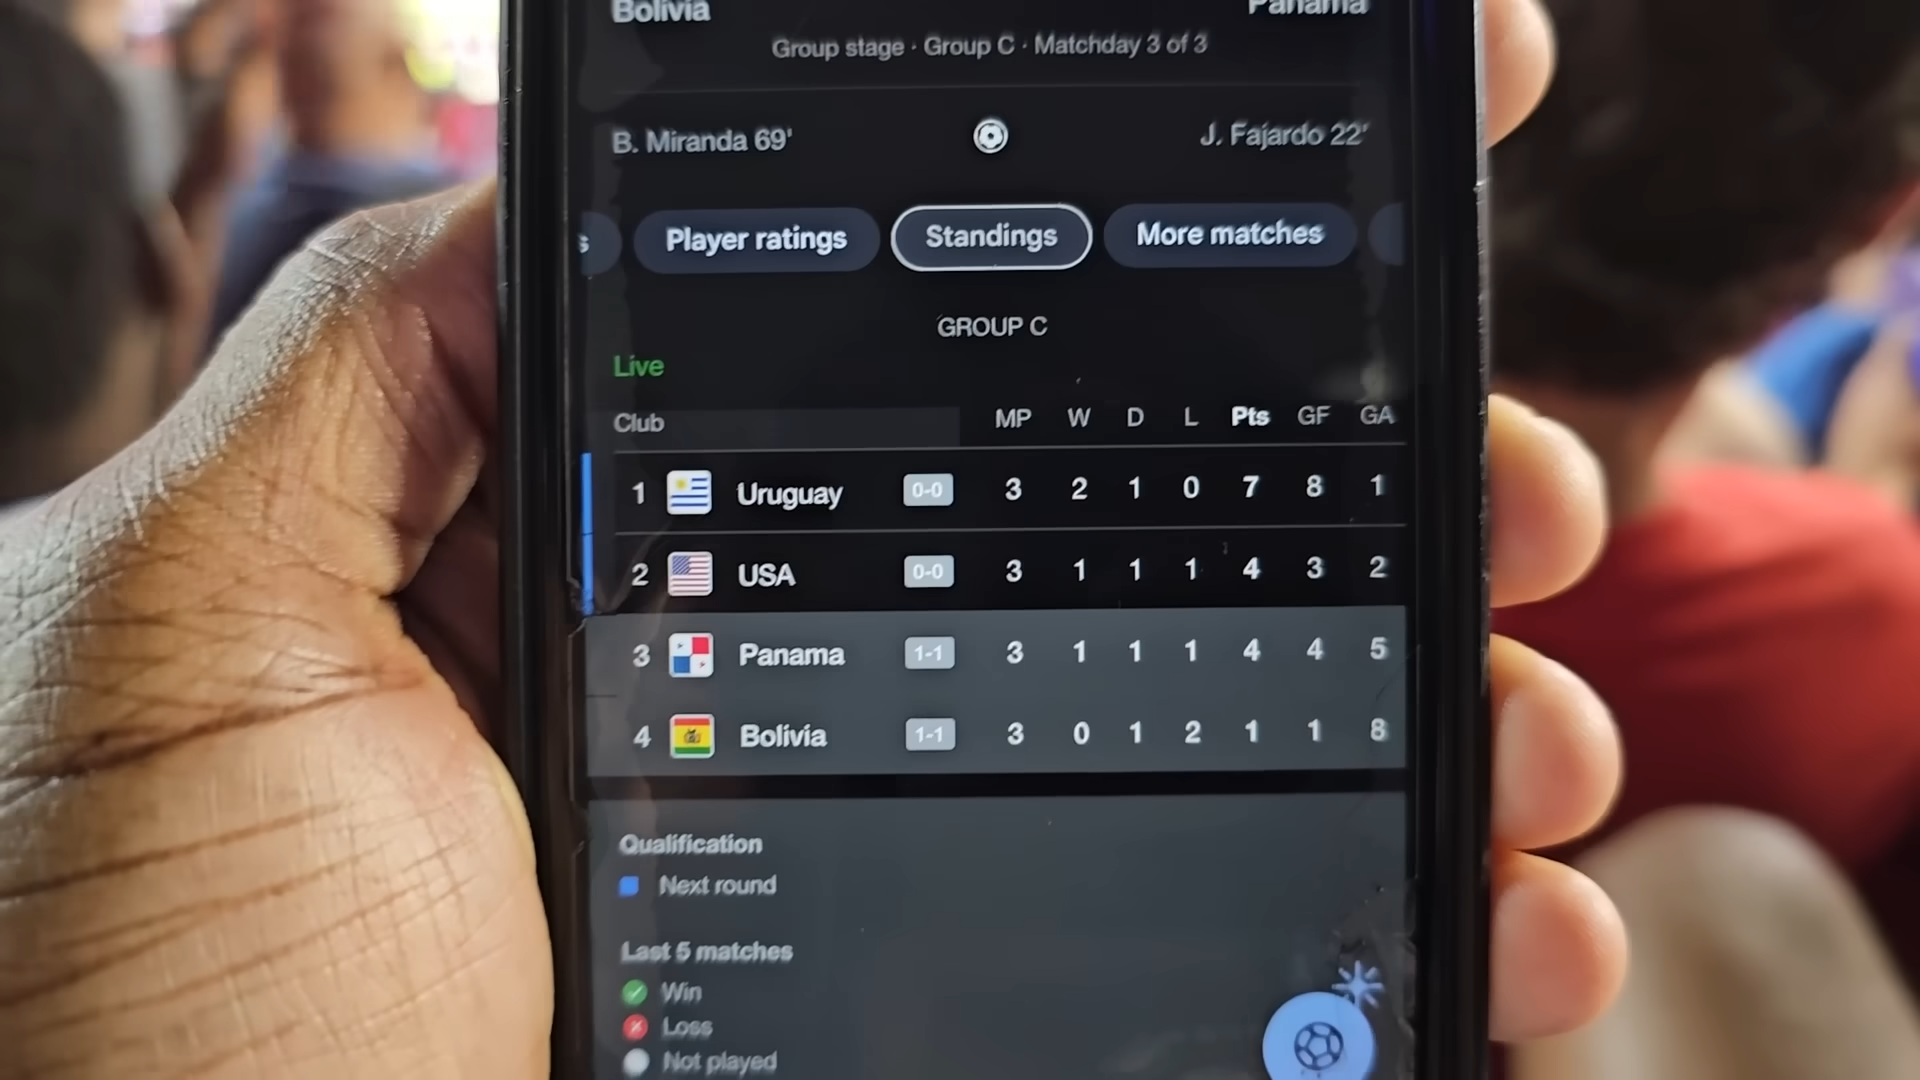 Bolivia Panama
Group stage · Group C · Matchday 3 of 3
B. Miranda 69' J. Fajardo 22'
s Player ratings Standings More matches
GROUP C
Live
Club MP W D L Pts GF GA
1 Uruguay 0-0 3 2 1 0 7 8 1
2 USA 0-0 3 1 1 1 4 3 2
3 Panama 1-1 3 1 1 1 4 4 5
4 Bolivia 1-1 3 0 1 2 1 1 8
Qualification
Next round
Last 5 matches
Win
Loss
Not played